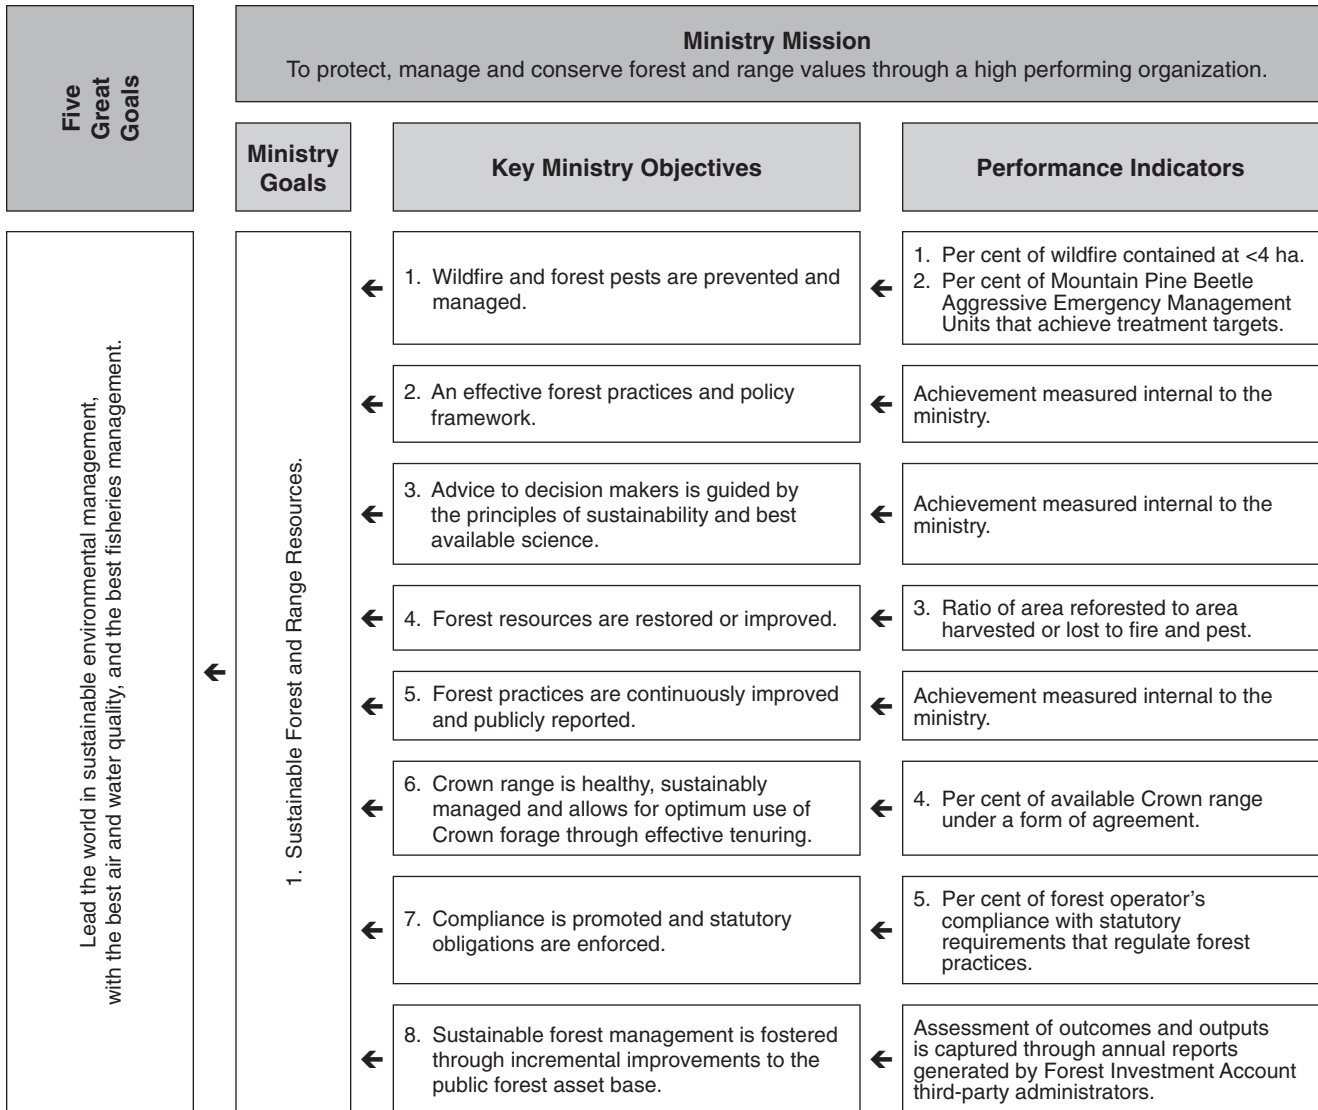 Five
Great
Goals
Ministry Mission
To protect, manage and conserve forest and range values through a high performing organization.
Ministry
Goals
Key Ministry Objectives
Performance Indicators
Lead the world in sustainable environmental management,
with the best air and water quality, and the best fisheries management.
1. Sustainable Forest and Range Resources.
1. Wildfire and forest pests are prevented and
managed.
1. Per cent of wildfire contained at <4 ha.
2. Per cent of Mountain Pine Beetle
Aggressive Emergency Management
Units that achieve treatment targets.
2. An effective forest practices and policy
framework.
Achievement measured internal to the
ministry.
3. Advice to decision makers is guided by
the principles of sustainability and best
available science.
Achievement measured internal to the
ministry.
4. Forest resources are restored or improved.
3. Ratio of area reforested to area
harvested or lost to fire and pest.
5. Forest practices are continuously improved
and publicly reported.
Achievement measured internal to the
ministry.
6. Crown range is healthy, sustainably
managed and allows for optimum use of
Crown forage through effective tenuring.
4. Per cent of available Crown range
under a form of agreement.
7. Compliance is promoted and statutory
obligations are enforced.
5. Per cent of forest operator’s
compliance with statutory
requirements that regulate forest
practices.
8. Sustainable forest management is fostered
through incremental improvements to the
public forest asset base.
Assessment of outcomes and outputs
is captured through annual reports
generated by Forest Investment Account
third-party administrators.